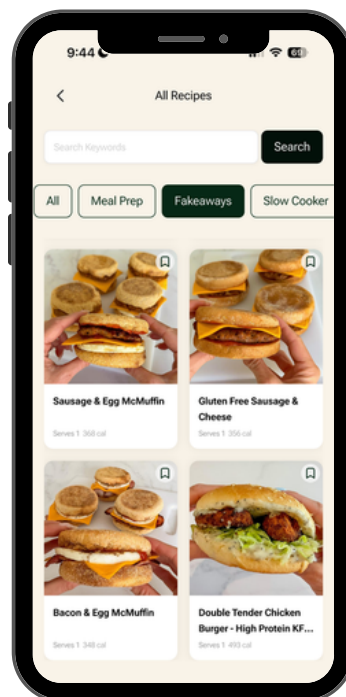 9:44
69
All Recipes
Search Keywords
Search
All
Meal Prep
Fakeaways
Slow Cooker
Sausage & Egg McMuffin
Serves 1 368 cal
Gluten Free Sausage &
Cheese
Serves 1 356 cal
Bacon & Egg McMuffin
Serves 1 348 cal
Double Tender Chicken
Burger - High Protein KF...
Serves 1 493 cal